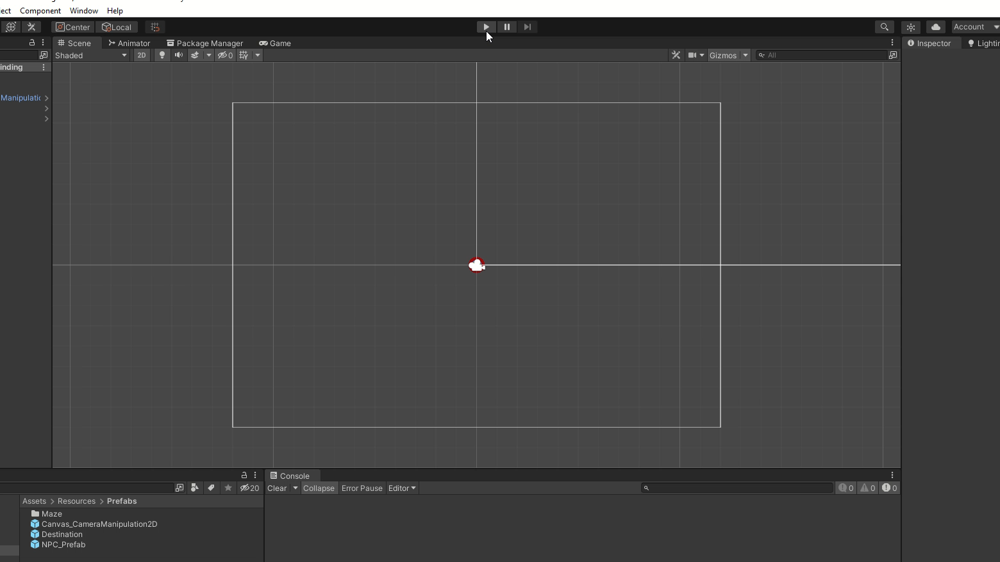 ject Component Window Help
Center Local Account
Scene Animator Package Manager Game Inspector Lightin
Shaded 2D 0 Gizmos All
inding
Manipulatic
Console
20 Clear Collapse Error Pause Editor 0 0 0
Assets > Resources > Prefabs
Maze
Canvas_CameraManipulation2D
Destination
NPC_Prefab